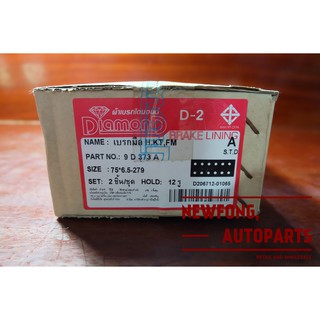 ผ้าเบรกไดมอนด์
DIAMOND
D-2
BRAKE LINING
NAME : เบรกมือ H,KT,FM
A
S.T.D
PART NO.: 9 D 279 A
SIZE : 75*6.5-279
SET: 2 ชิ้น/ชุด HOLD: 12 รู
D206712-01065
NEWFONG.
AUTOPARTS